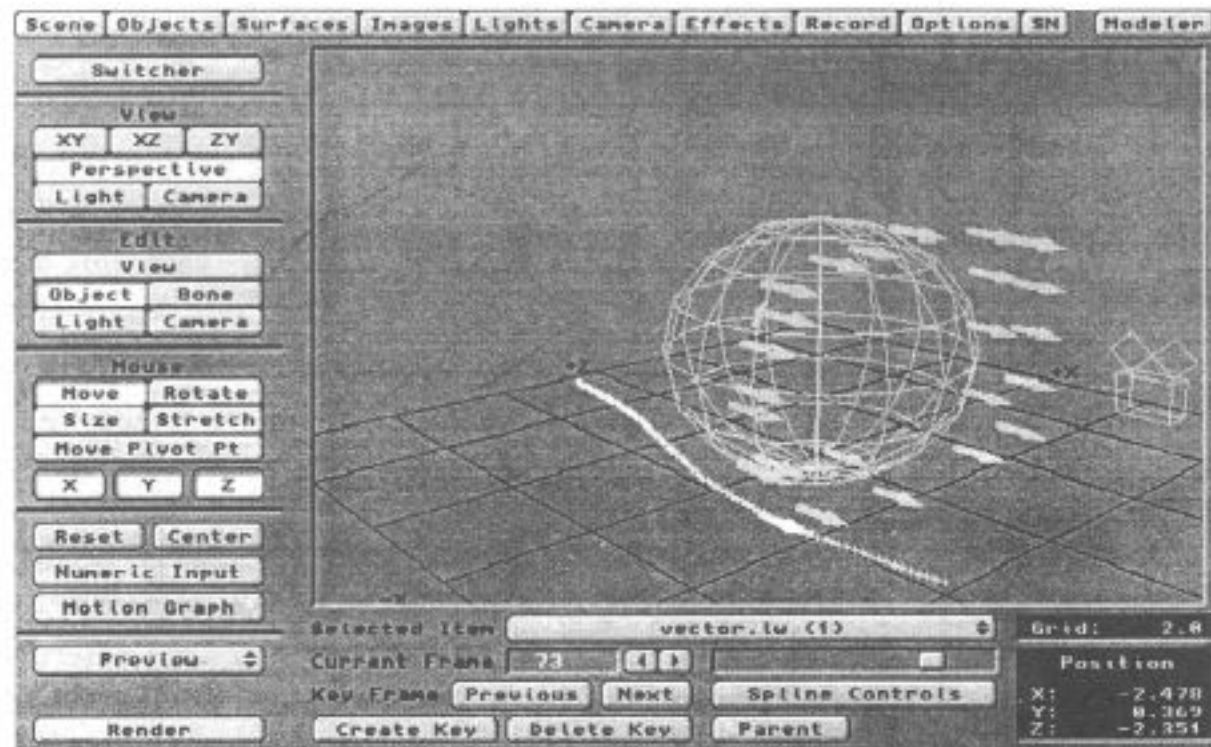 Scene Objects Surfaces Images Lights Camera Effects Record Options SN Modeler
Switcher
View
XY XZ ZY
Perspective
Light Camera
Edit
View
Object Bone
Light Camera
Mouse
Move Rotate
Size Stretch
Move Pivot Pt
X Y Z
Reset Center
Numeric Input
Motion Graph
Preview
Render
+Z
+X
Selected Item vector.lw (1)
Current Frame 73
Key Frame Previous Next Spline Controls
Create Key Delete Key Parent
Grid: 2.0
Position
X: -2.478
Y: 0.369
Z: -2.351